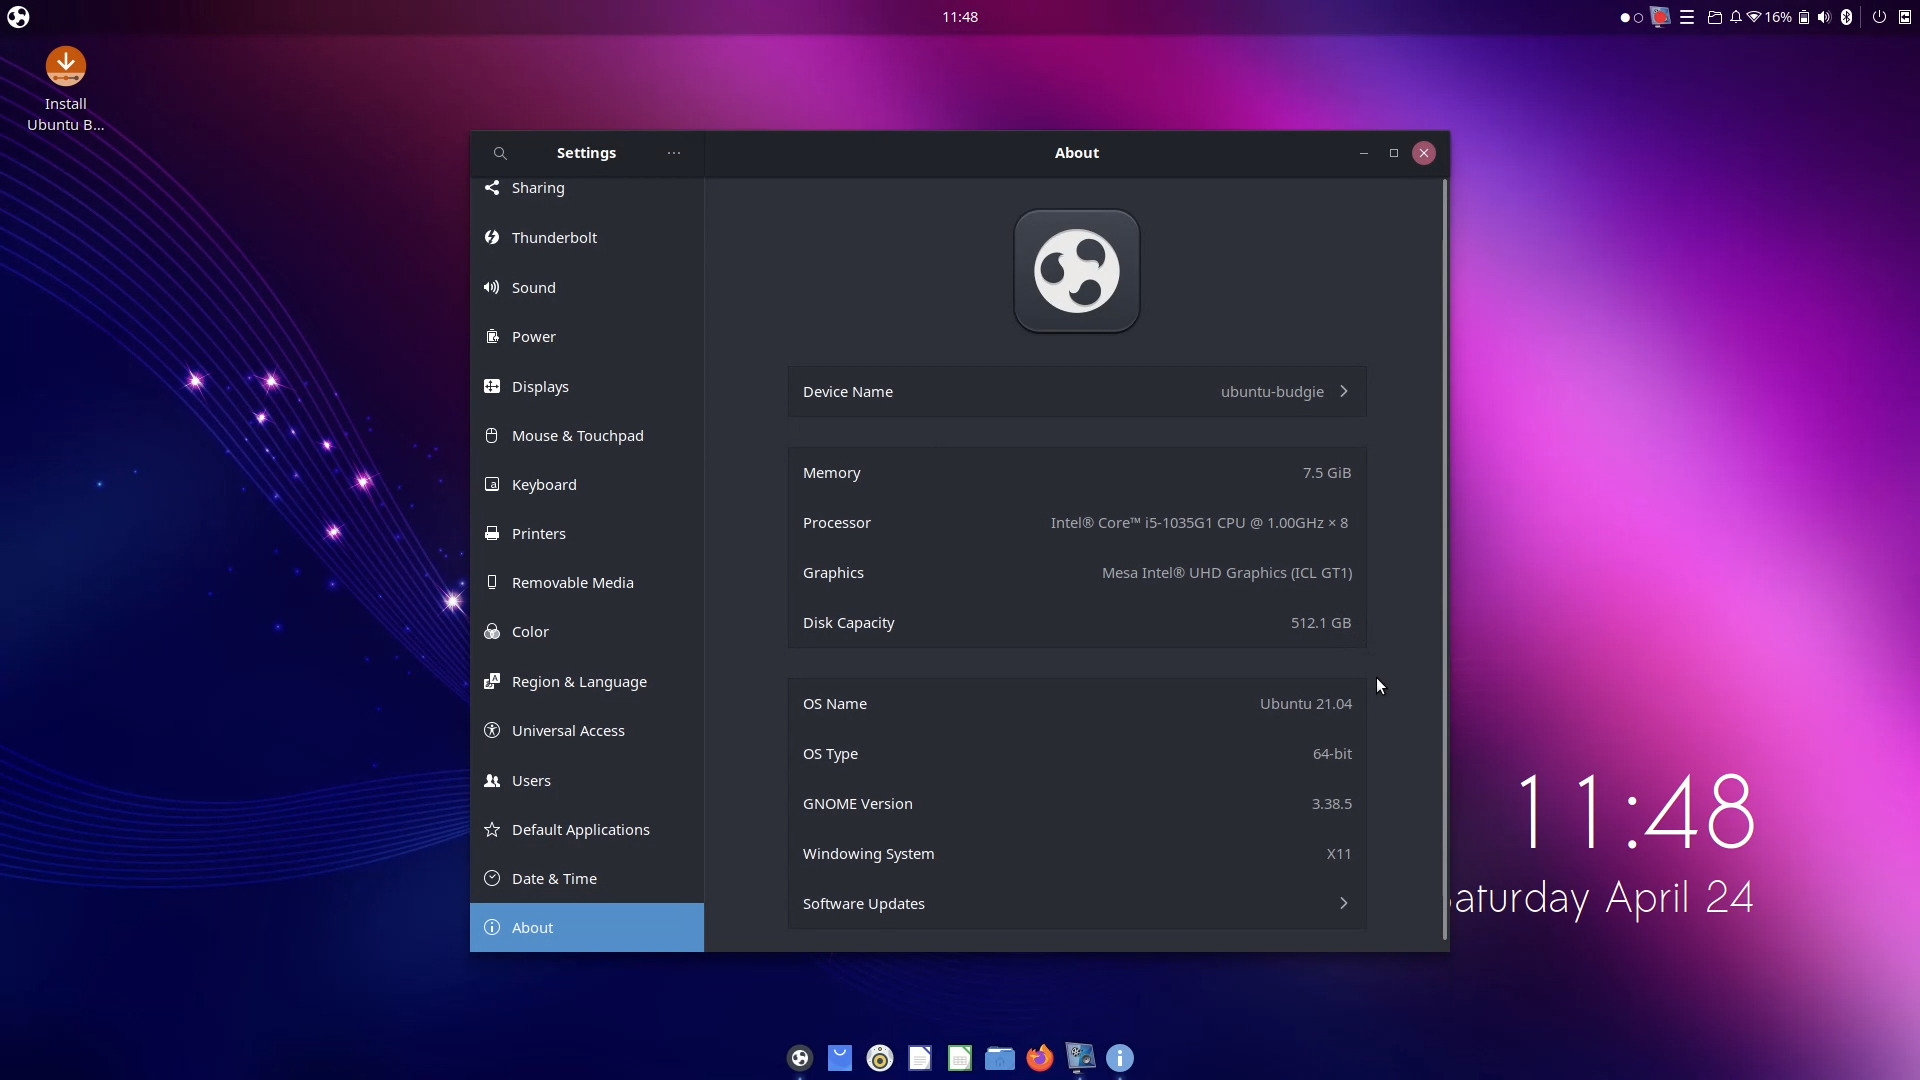 11:48
16%
Install
Ubuntu B...
Settings
About
Sharing
Thunderbolt
Sound
Power
Displays
Mouse & Touchpad
Keyboard
Printers
Removable Media
Color
Region & Language
Universal Access
Users
Default Applications
Date & Time
About
Device Name ubuntu-budgie
Memory 7.5 GiB
Processor Intel® Core™ i5-1035G1 CPU @ 1.00GHz × 8
Graphics Mesa Intel® UHD Graphics (ICL GT1)
Disk Capacity 512.1 GB
OS Name Ubuntu 21.04
OS Type 64-bit
GNOME Version 3.38.5
Windowing System X11
Software Updates
11:48
aturday April 24